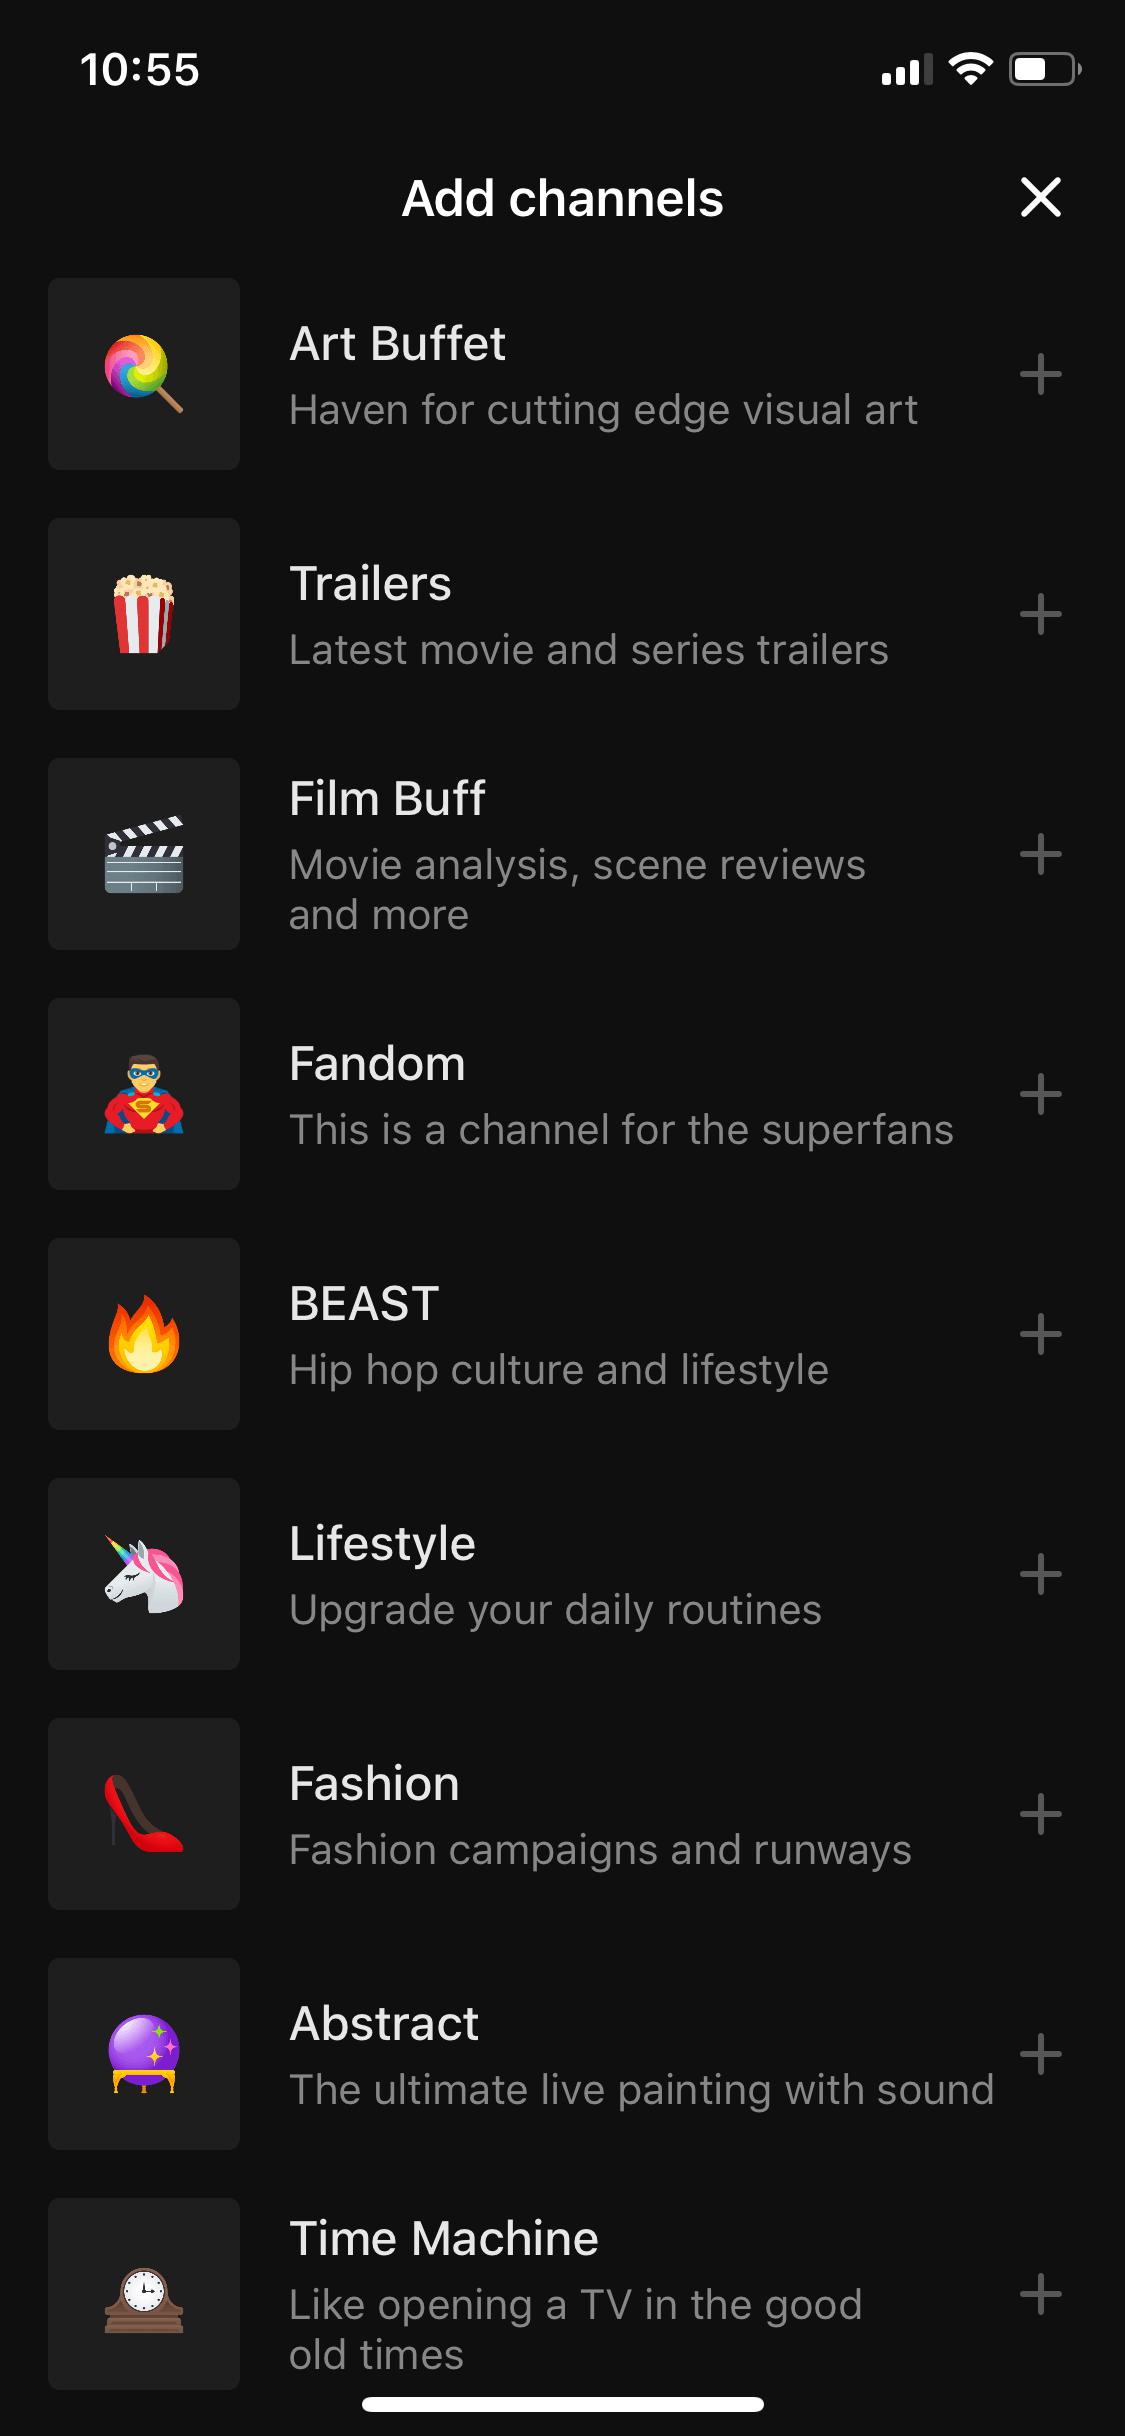 10:55
Add channels
Art Buffet
Haven for cutting edge visual art
Trailers
Latest movie and series trailers
Film Buff
Movie analysis, scene reviews
and more
Fandom
This is a channel for the superfans
BEAST
Hip hop culture and lifestyle
Lifestyle
Upgrade your daily routines
Fashion
Fashion campaigns and runways
Abstract
The ultimate live painting with sound
Time Machine
Like opening a TV in the good
old times